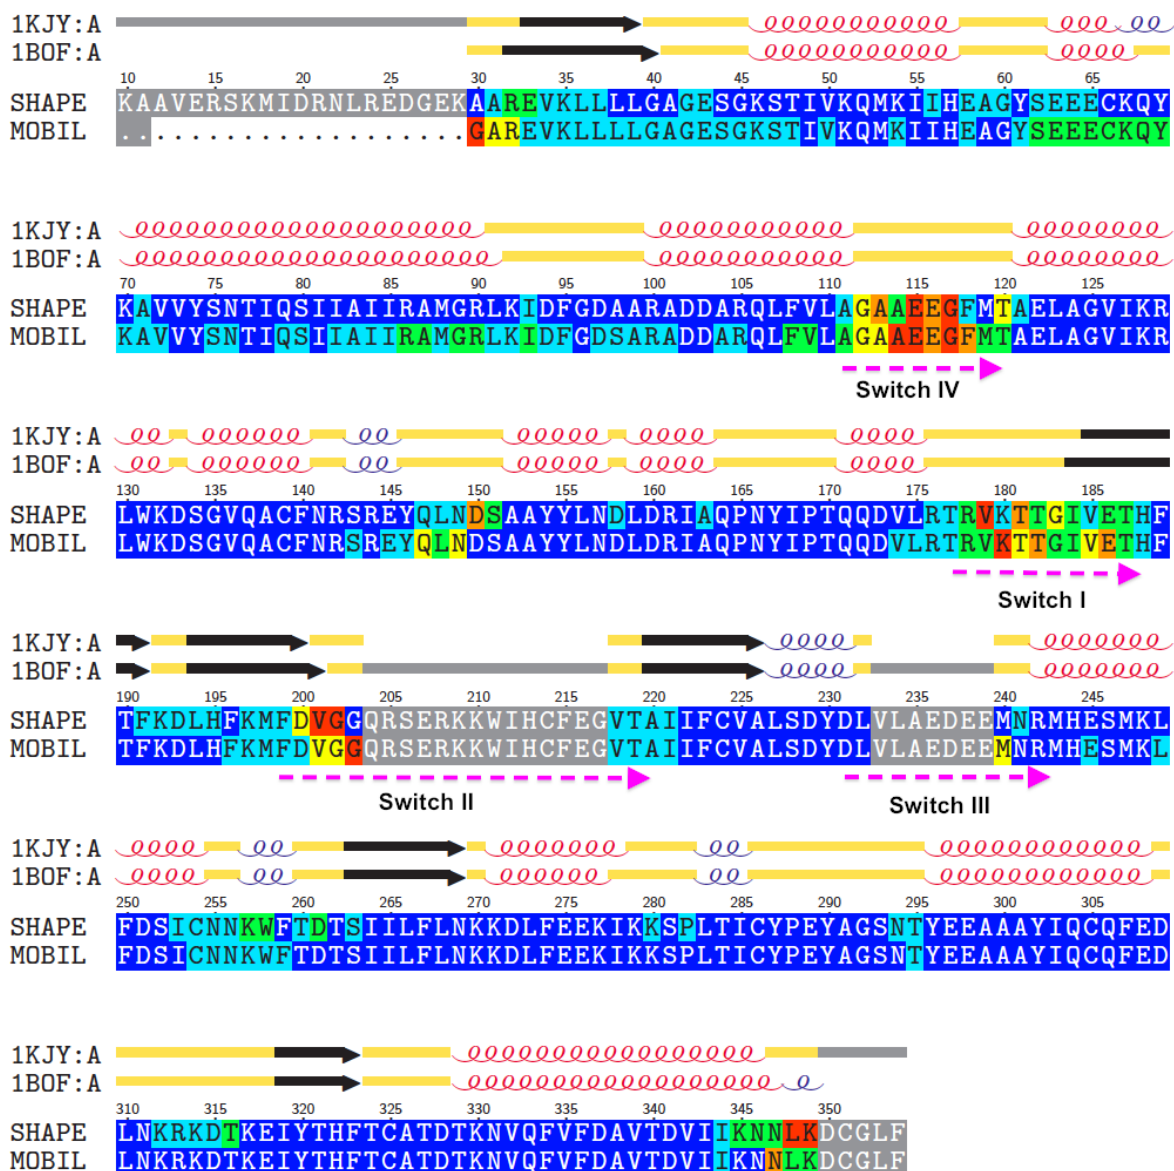 1KJY:A
1BOF:A
10 15 20 25 30 35 40 45 50 55 60 65
SHAPE KAAVERSKMIDRNLREDGEKAAREVKLLLLGAGESGKSTIVKQMKIIHEAGYSEEECKQY
MOBIL ....................GAREVKLLLLGAGESGKSTIVKQMKIIHEAGYSEEECKQY
1KJY:A
1BOF:A
70 75 80 85 90 95 100 105 110 115 120 125
SHAPE KAVVYSNTIQSIIAIIRAMGRLKIDFGDAARADDARQLFVLAGAAEEGFMTAELAGVIKR
MOBIL KAVVYSNTIQSIIAIIRAMGRLKIDFGDSARADDARQLFVLAGAAEEGFMTAELAGVIKR
Switch IV
1KJY:A
1BOF:A
130 135 140 145 150 155 160 165 170 175 180 185
SHAPE LWKDSGVQACFNRSREYQLNDSAAYYLNDLDRIAQPNYIPTQQDVLRTRVKTTGIVETHF
MOBIL LWKDSGVQACFNRSREYQLNDSAAYYLNDLDRIAQPNYIPTQQDVLRTRVKTTGIVETHF
Switch I
1KJY:A
1BOF:A
190 195 200 205 210 215 220 225 230 235 240 245
SHAPE TFKDLHFKMFDVGGQRSERKKWIHCFEGVTAIIFCVALSDYDLVLAEDEEMNRMHESMKL
MOBIL TFKDLHFKMFDVGGQRSERKKWIHCFEGVTAIIFCVALSDYDLVLAEDEEMNRMHESMKL
Switch II Switch III
1KJY:A
1BOF:A
250 255 260 265 270 275 280 285 290 295 300 305
SHAPE FDSICNNKWFTDTSIILFLNKKDLFEEKIKKSPLTICYPEYAGSNTYEEAAAYIQCQFED
MOBIL FDSICNNKWFTDTSIILFLNKKDLFEEKIKKSPLTICYPEYAGSNTYEEAAAYIQCQFED
1KJY:A
1BOF:A
310 315 320 325 330 335 340 345 350
SHAPE LNKRKDTKEIYTHFTCATDTKNVQFVFDAVTDVIIKNNLKDCGLF
MOBIL LNKRKDTKEIYTHFTCATDTKNVQFVFDAVTDVIIKNNLKDCGLF